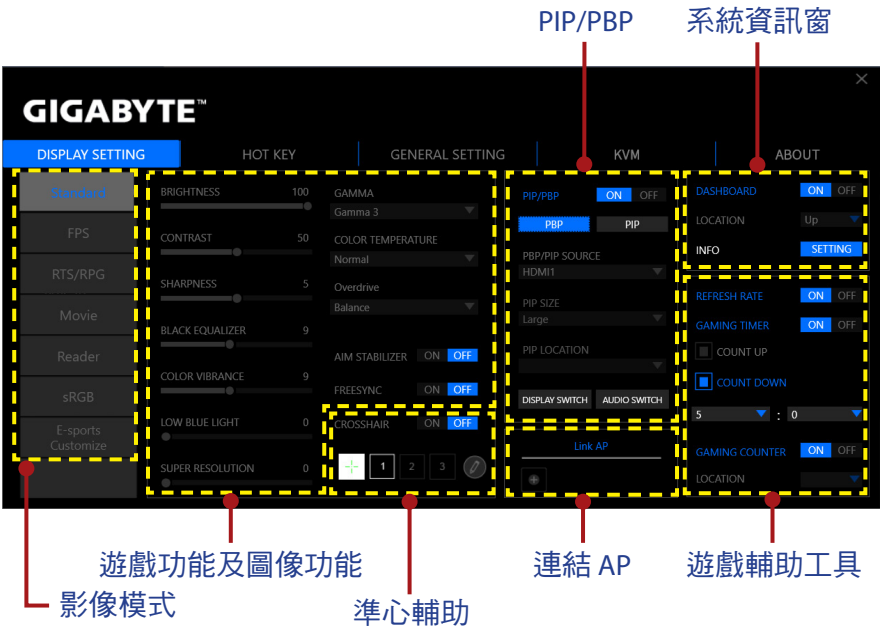 PIP/PBP
系統資訊窗
GIGABYTE™
DISPLAY SETTING
HOT KEY
GENERAL SETTING
KVM
ABOUT
Standard
FPS
RTS/RPG
Movie
Reader
sRGB
E-sports
Customize
BRIGHTNESS 100
CONTRAST 50
SHARPNESS 5
BLACK EQUALIZER 9
COLOR VIBRANCE 9
LOW BLUE LIGHT 0
SUPER RESOLUTION 0
GAMMA
Gamma 3
COLOR TEMPERATURE
Normal
Overdrive
Balance
AIM STABILIZER ON OFF
FREESYNC ON OFF
CROSSHAIR ON OFF
1 2 3
PIP/PBP ON OFF
PBP PIP
PBP/PIP SOURCE
HDMI1
PIP SIZE
Large
PIP LOCATION
DISPLAY SWITCH AUDIO SWITCH
Link AP
DASHBOARD ON OFF
LOCATION Up
INFO SETTING
REFRESH RATE ON OFF
GAMING TIMER ON OFF
COUNT UP
COUNT DOWN
5 : 0
GAMING COUNTER ON OFF
LOCATION
遊戲功能及圖像功能
連結 AP
遊戲輔助工具
影像模式
準心輔助